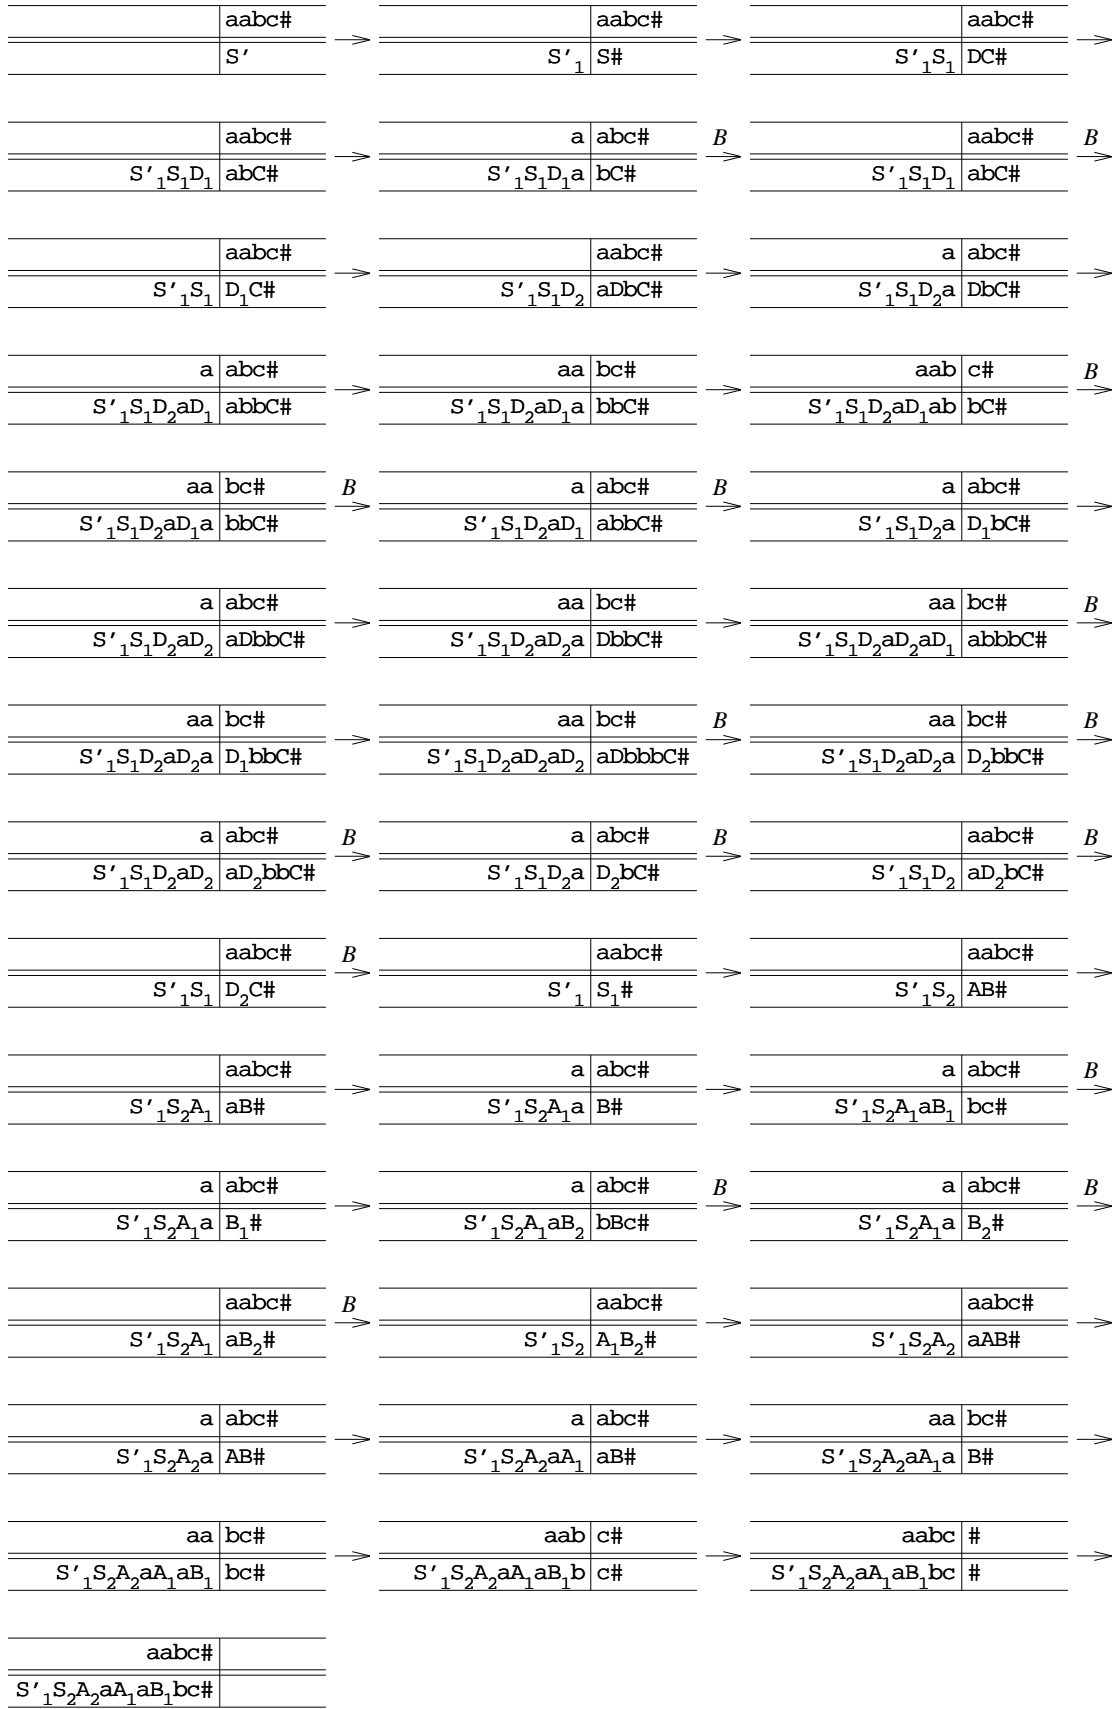 aabc# aabc# aabc#
S' S'₁ S# S'₁S₁ DC#
aabc# a abc# B aabc# B
S'₁S₁D₁ abC# S'₁S₁D₁a bC# S'₁S₁D₁ abC#
aabc# aabc# a abc#
S'₁S₁ D₁C# S'₁S₁D₂ aDbC# S'₁S₁D₂a DbC#
a abc# aa bc# aab c# B
S'₁S₁D₂aD₁ abbC# S'₁S₁D₂aD₁a bbC# S'₁S₁D₂aD₁ab bC#
aa bc# B a abc# B a abc#
S'₁S₁D₂aD₁a bbC# S'₁S₁D₂aD₁ abbC# S'₁S₁D₂a D₁bC#
a abc# aa bc# aa bc# B
S'₁S₁D₂aD₂ aDbbC# S'₁S₁D₂aD₂a DbbC# S'₁S₁D₂aD₂aD₁ abbbC#
aa bc# aa bc# B aa bc# B
S'₁S₁D₂aD₂a D₁bbC# S'₁S₁D₂aD₂aD₂ aDbbbC# S'₁S₁D₂aD₂a D₂bbC#
a abc# B a abc# B aabc# B
S'₁S₁D₂aD₂ aD₂bbC# S'₁S₁D₂a D₂bC# S'₁S₁D₂ aD₂bC#
aabc# B aabc# aabc#
S'₁S₁ D₂C# S'₁ S₁# S'₁S₂ AB#
aabc# a abc# a abc# B
S'₁S₂A₁ aB# S'₁S₂A₁a B# S'₁S₂A₁aB₁ bc#
a abc# a abc# B a abc# B
S'₁S₂A₁a B₁# S'₁S₂A₁aB₂ bBc# S'₁S₂A₁a B₂#
aabc# B aabc# aabc#
S'₁S₂A₁ aB₂# S'₁S₂ A₁B₂# S'₁S₂A₂ aAB#
a abc# a abc# aa bc#
S'₁S₂A₂a AB# S'₁S₂A₂aA₁ aB# S'₁S₂A₂aA₁a B#
aa bc# aab c# aabc #
S'₁S₂A₂aA₁aB₁ bc# S'₁S₂A₂aA₁aB₁b c# S'₁S₂A₂aA₁aB₁bc #
aabc#
S'₁S₂A₂aA₁aB₁bc#